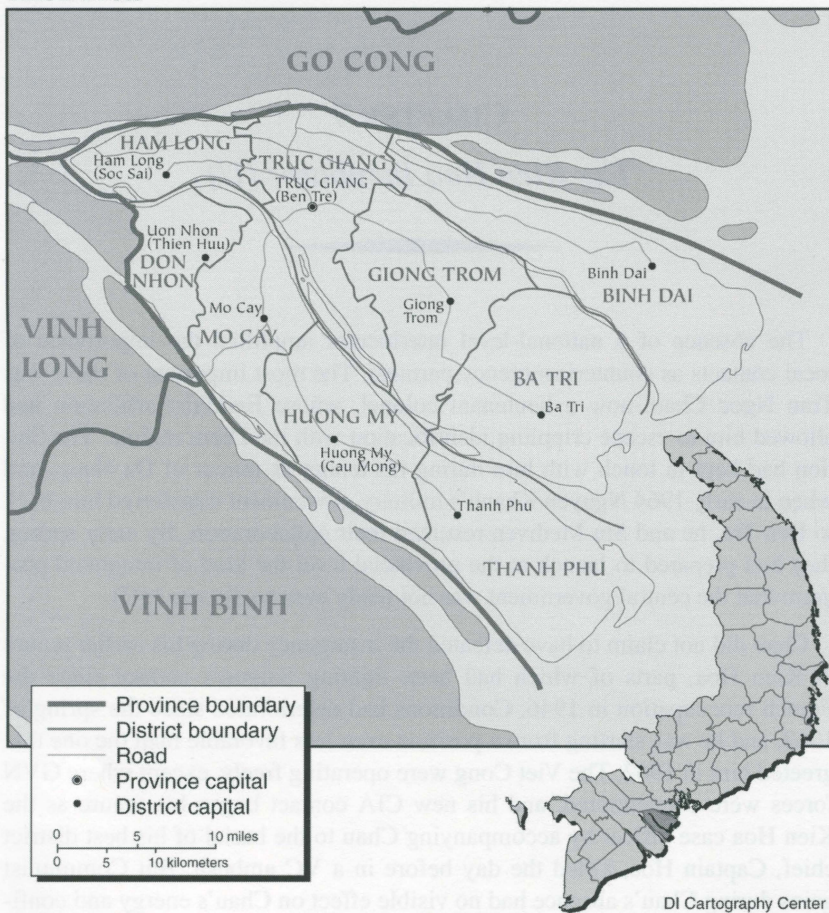 GO CONG
HAM LONG
Ham Long
(Soc Sai)
TRUC GIANG
TRUC GIANG
(Ben Tre)
Uon Nhon
(Thien Huu)
DON
NHON
GIONG TROM
Giong
Trom
Binh Dai
BINH DAI
Mo Cay
MO CAY
VINH
LONG
BA TRI
Ba Tri
HUONG MY
Huong My
(Cau Mong)
Thanh Phu
THANH PHU
VINH BINH
Province boundary
District boundary
Road
Province capital
District capital
0 5 10 miles
0 5 10 kilometers
DI Cartography Center